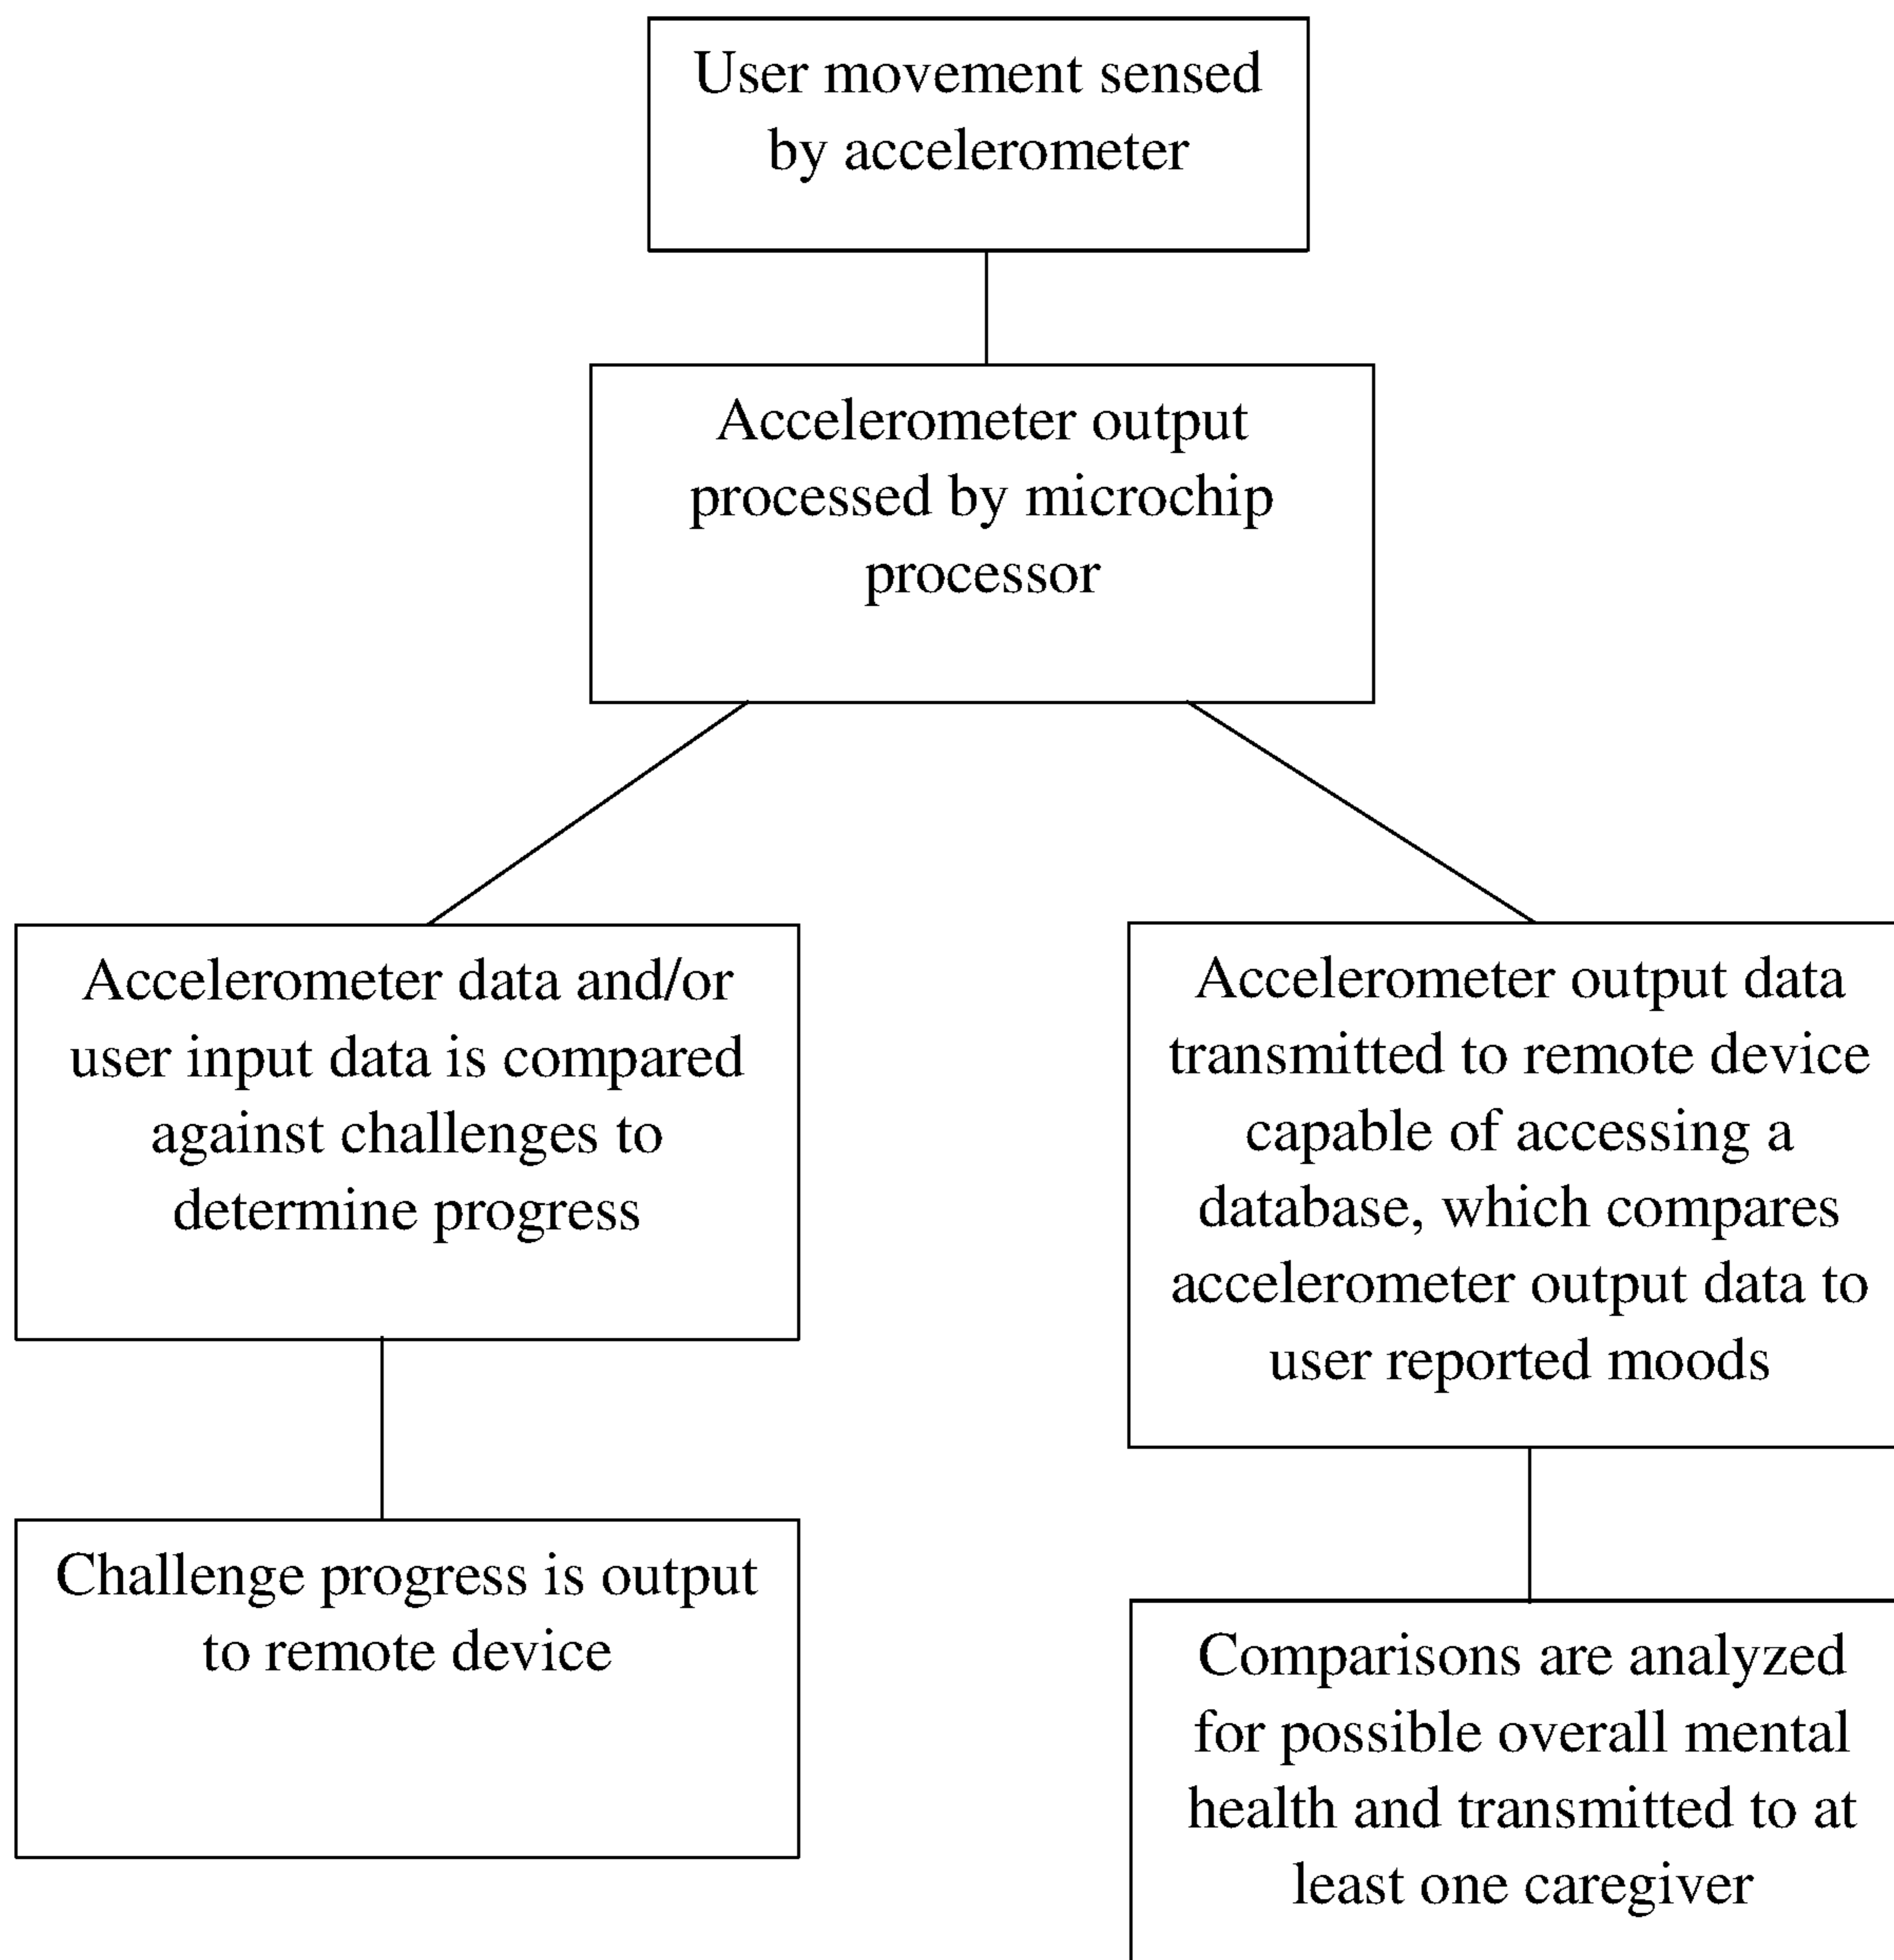 User movement sensed
by accelerometer
Accelerometer output
processed by microchip
processor
Accelerometer data and/or
user input data is compared
against challenges to
determine progress
Accelerometer output data
transmitted to remote device
capable of accessing a
database, which compares
accelerometer output data to
user reported moods
Challenge progress is output
to remote device
Comparisons are analyzed
for possible overall mental
health and transmitted to at
least one caregiver